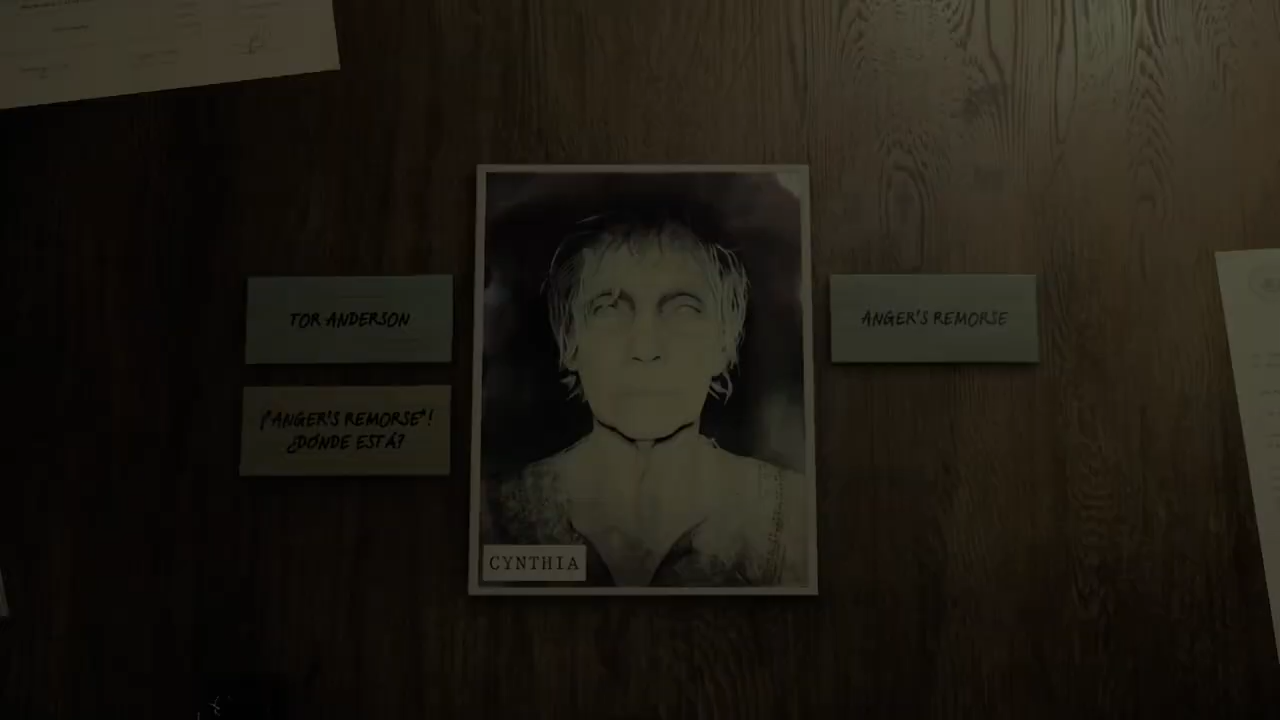 TOR ANDERSON
¡"ANGER'S REMORSE"!
¿DÓNDE ESTÁ?
CYNTHIA
ANGER'S REMORSE